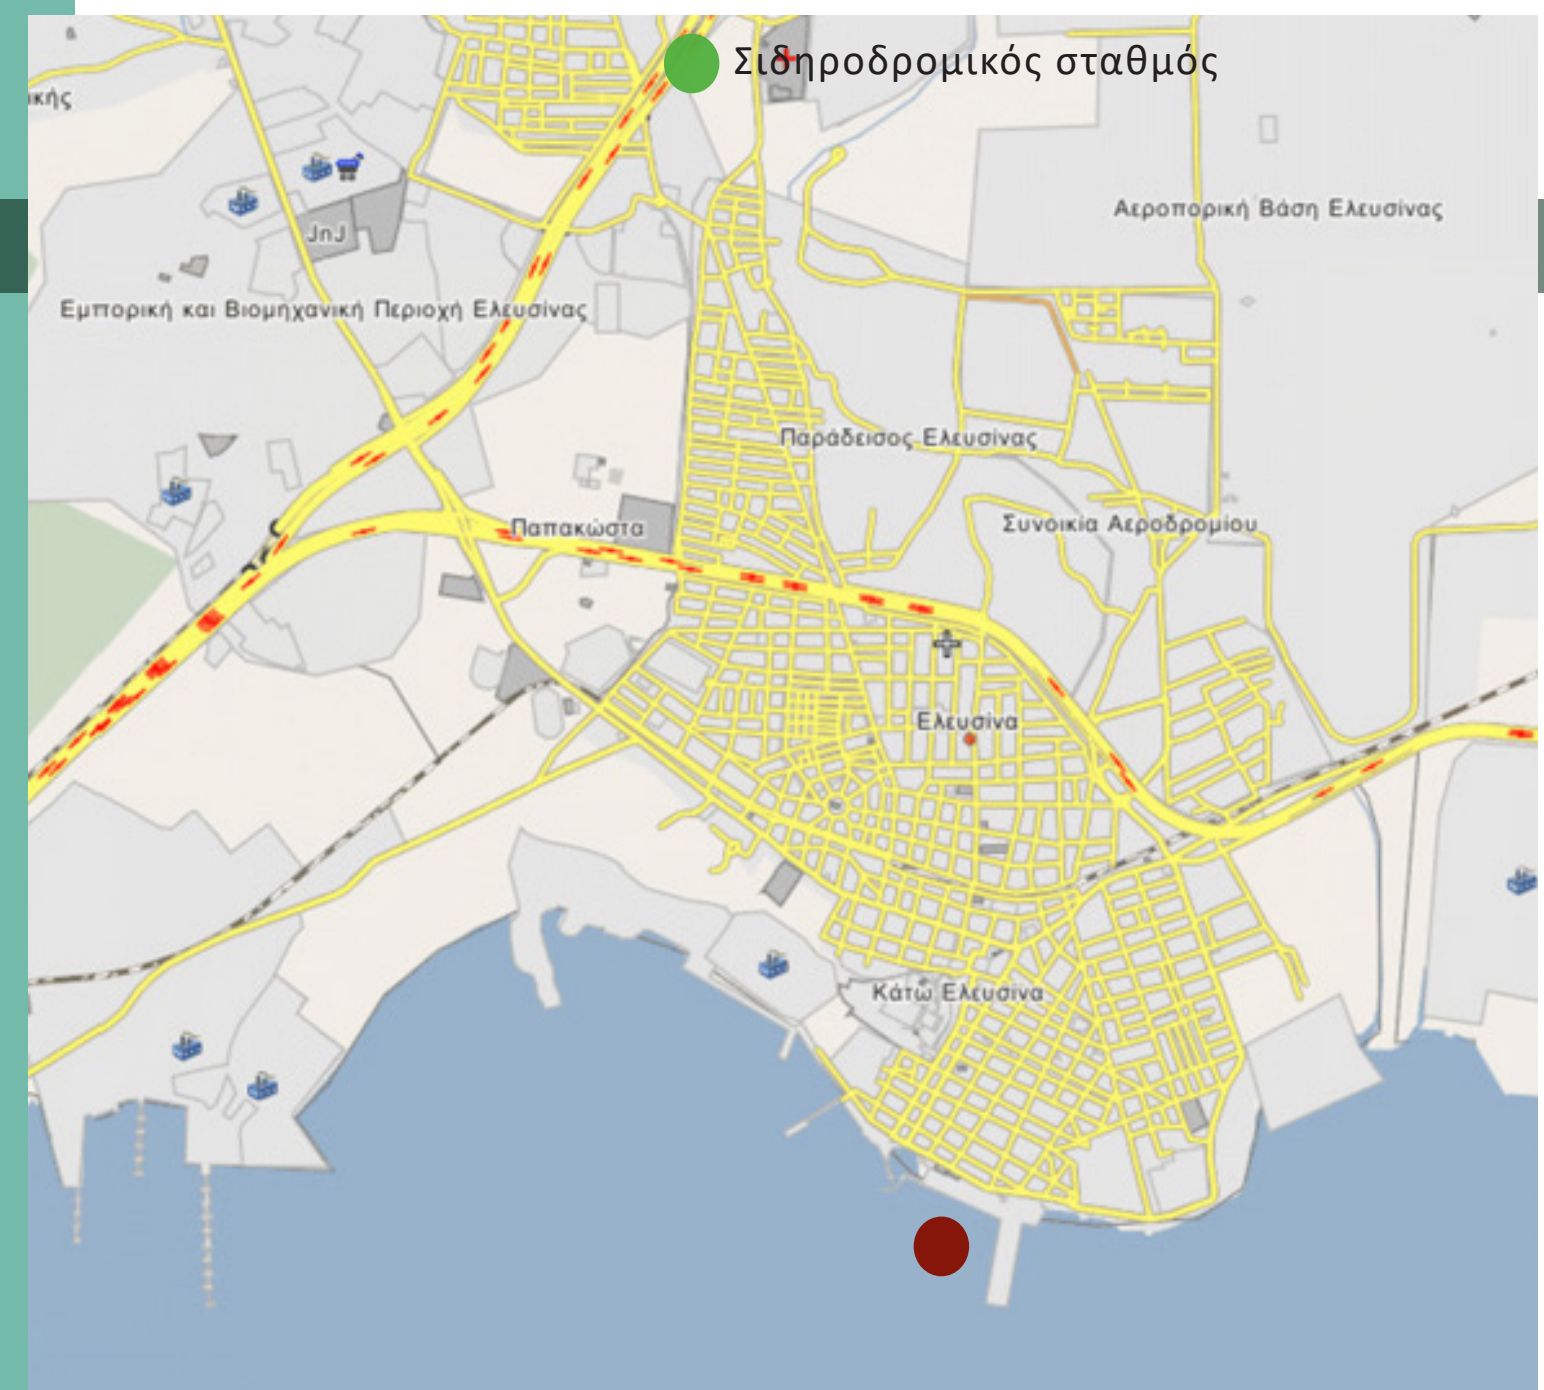 Σιδηροδρομικός σταθμός
ικής
Αεροπορική Βάση Ελευσίνας
JnJ
Εμπορική και Βιομηχανική Περιοχή Ελευσίνας
Παράδεισος Ελευσίνας
Παπακώστα
Συνοικία Αεροδρομίου
Ελευσίνα
Κάτω Ελευσίνα